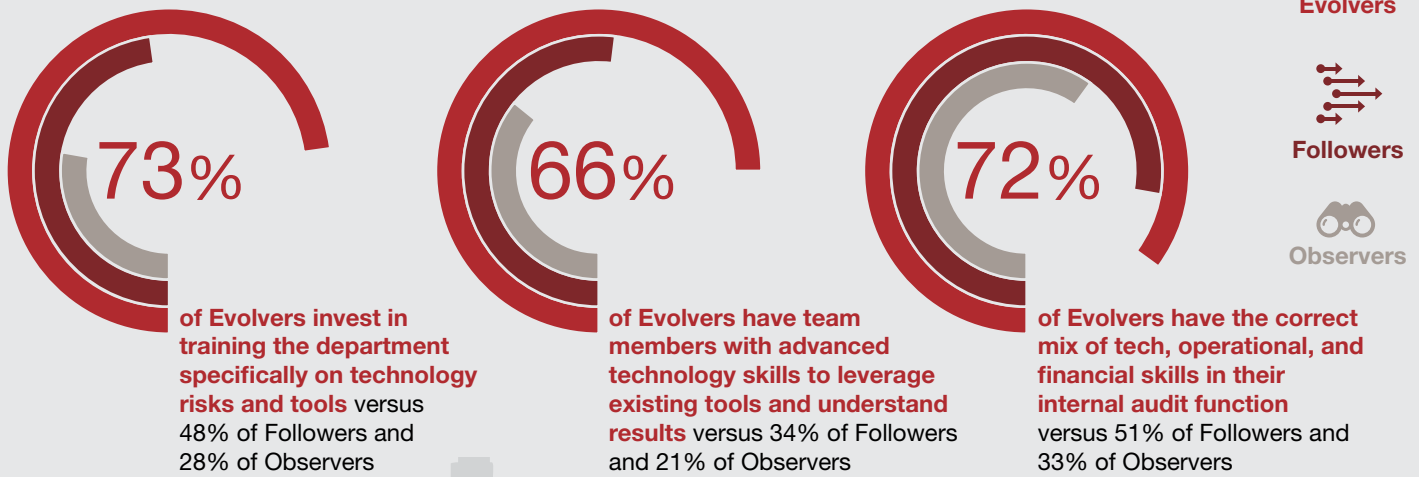 Evolvers
Followers
Observers
73%
of Evolvers invest in
training the department
specifically on technology
risks and tools versus
48% of Followers and
28% of Observers
66%
of Evolvers have team
members with advanced
technology skills to leverage
existing tools and understand
results versus 34% of Followers
and 21% of Observers
72%
of Evolvers have the correct
mix of tech, operational, and
financial skills in their
internal audit function
versus 51% of Followers and
33% of Observers